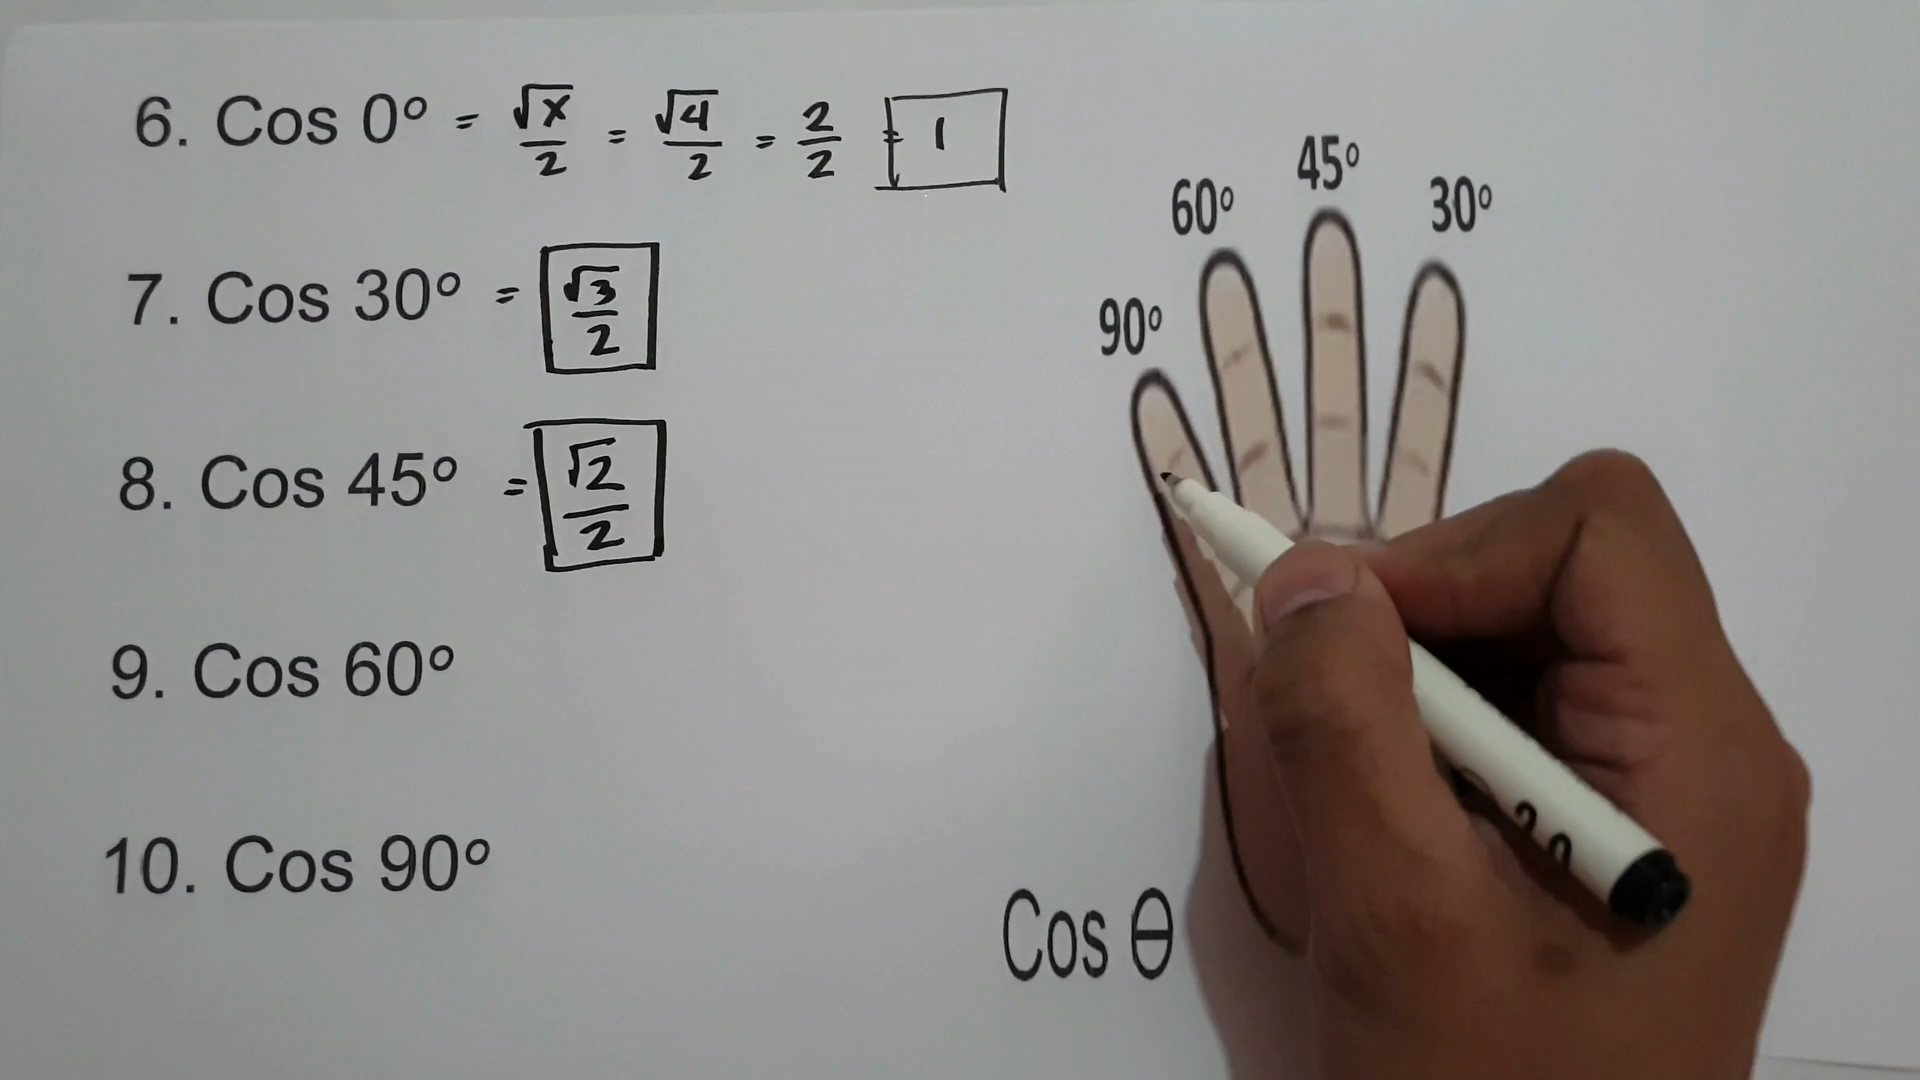 6. Cos 0° = √x/2 = √4/2 = 2/2 = 1
7. Cos 30° = √3/2
8. Cos 45° = √2/2
9. Cos 60°
10. Cos 90°
90°
60°
45°
30°
Cos θ